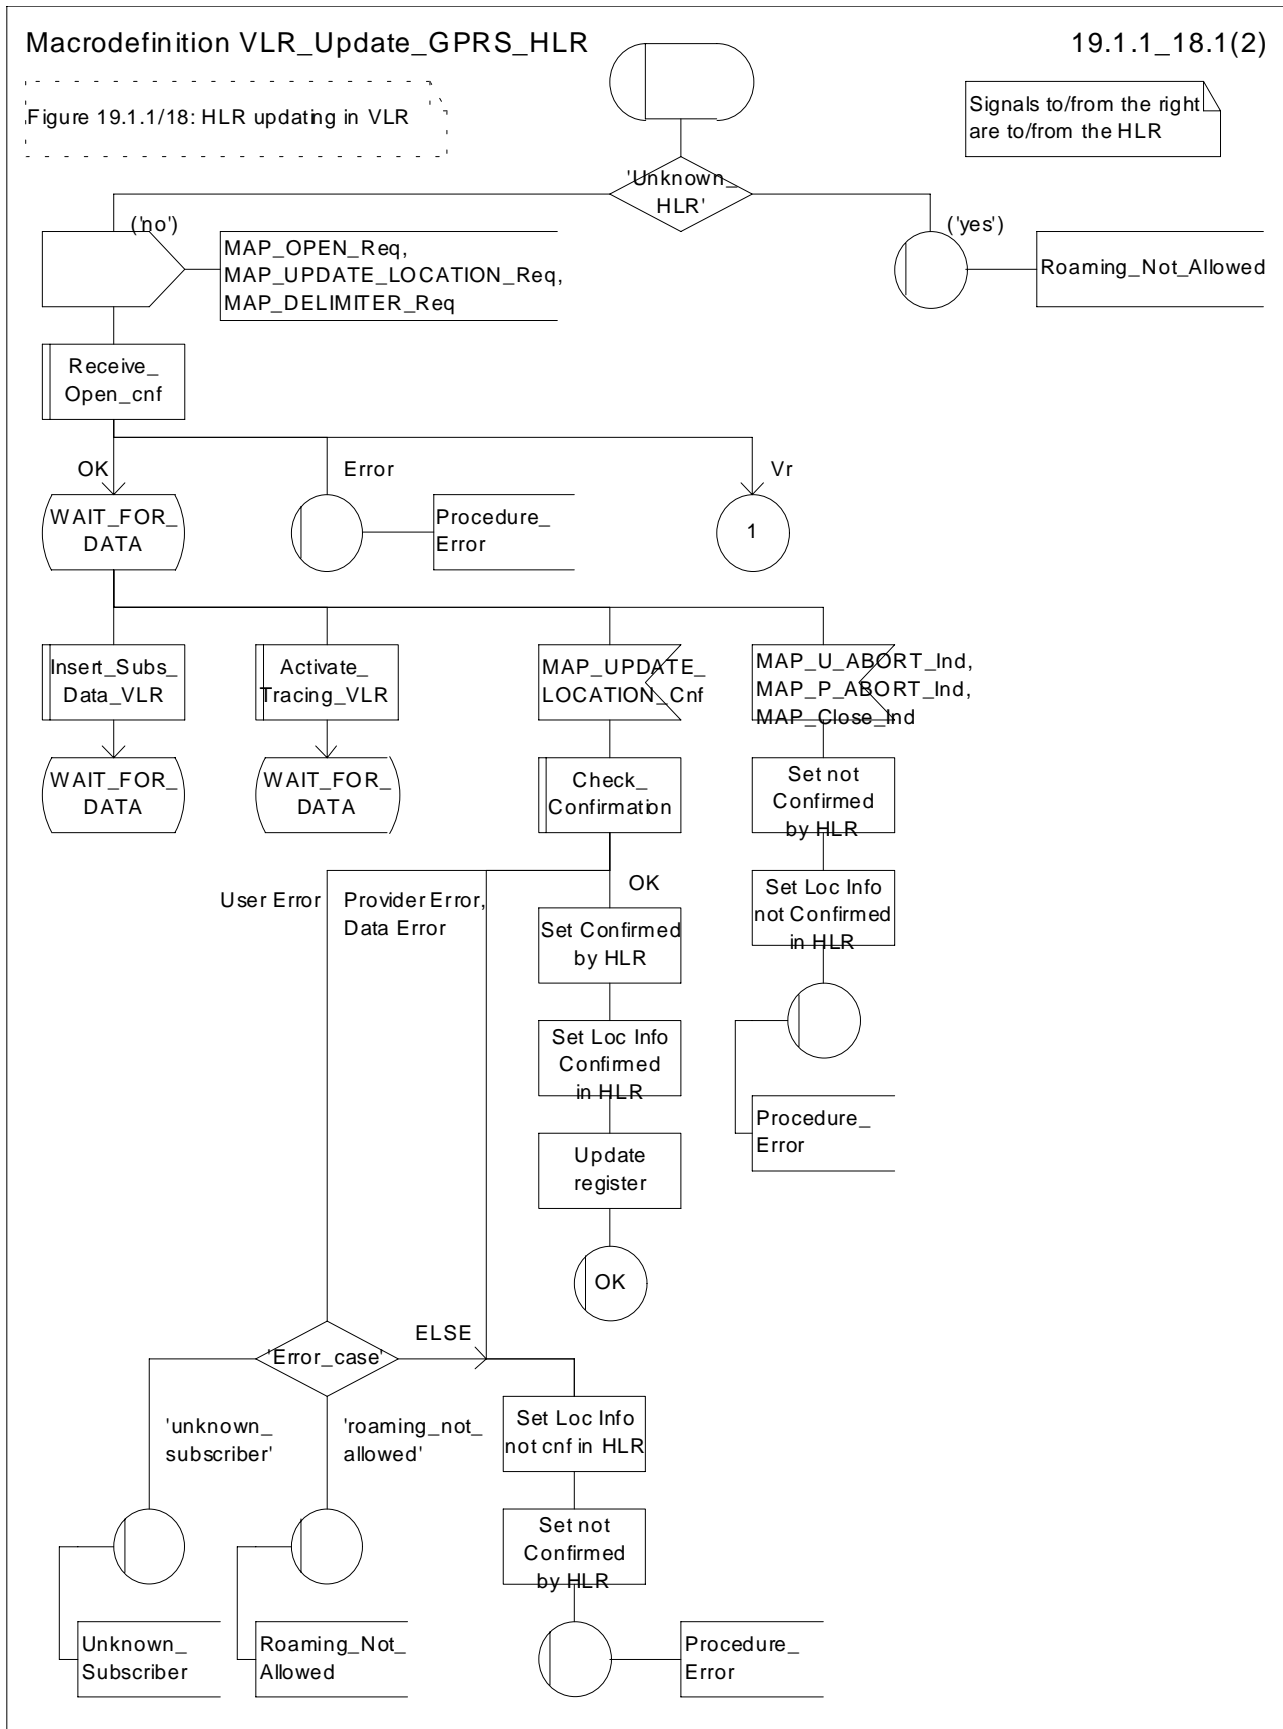 Macrodefinition VLR_Update_GPRS_HLR
19.1.1_18.1(2)
Figure 19.1.1/18: HLR updating in VLR
Signals to/from the right
are to/from the HLR
'Unknown_
HLR'
('no')
('yes')
MAP_OPEN_Req,
MAP_UPDATE_LOCATION_Req,
MAP_DELIMITER_Req
Roaming_Not_Allowed
Receive_
Open_cnf
OK
Error
Vr
WAIT_FOR_
DATA
Procedure_
Error
1
Insert_Subs_
Data_VLR
Activate_
Tracing_VLR
MAP_UPDATE_
LOCATION_Cnf
MAP_U_ABORT_Ind,
MAP_P_ABORT_Ind,
MAP_Close_Ind
WAIT_FOR_
DATA
WAIT_FOR_
DATA
Check_
Confirmation
Set not
Confirmed
by HLR
User Error
Provider Error,
Data Error
OK
Set Loc Info
not Confirmed
in HLR
Set Confirmed
by HLR
Set Loc Info
Confirmed
in HLR
Procedure_
Error
Update
register
OK
ELSE
'Error_case'
'unknown_
subscriber'
'roaming_not_
allowed'
Set Loc Info
not cnf in HLR
Set not
Confirmed
by HLR
Unknown_
Subscriber
Roaming_Not_
Allowed
Procedure_
Error